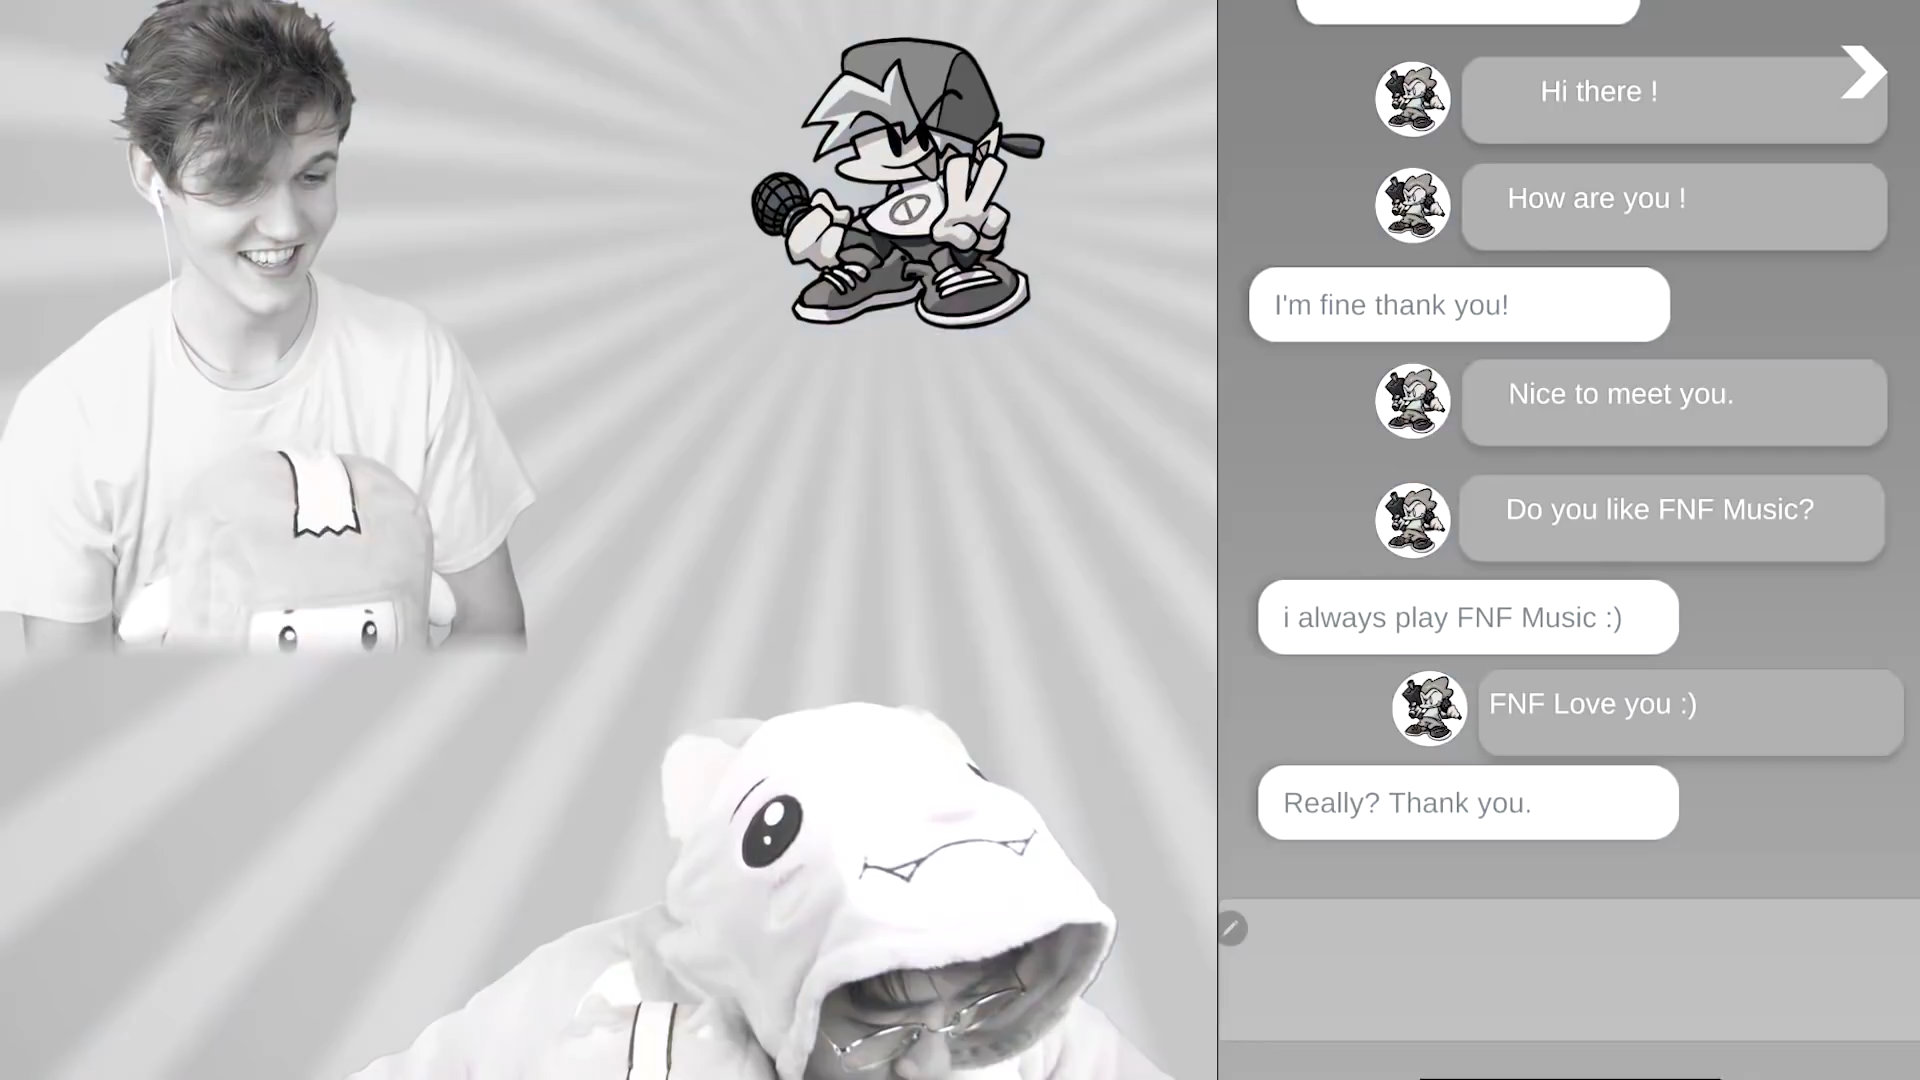 Hi there !
How are you !
I'm fine thank you!
Nice to meet you.
Do you like FNF Music?
i always play FNF Music :)
FNF Love you :)
Really? Thank you.